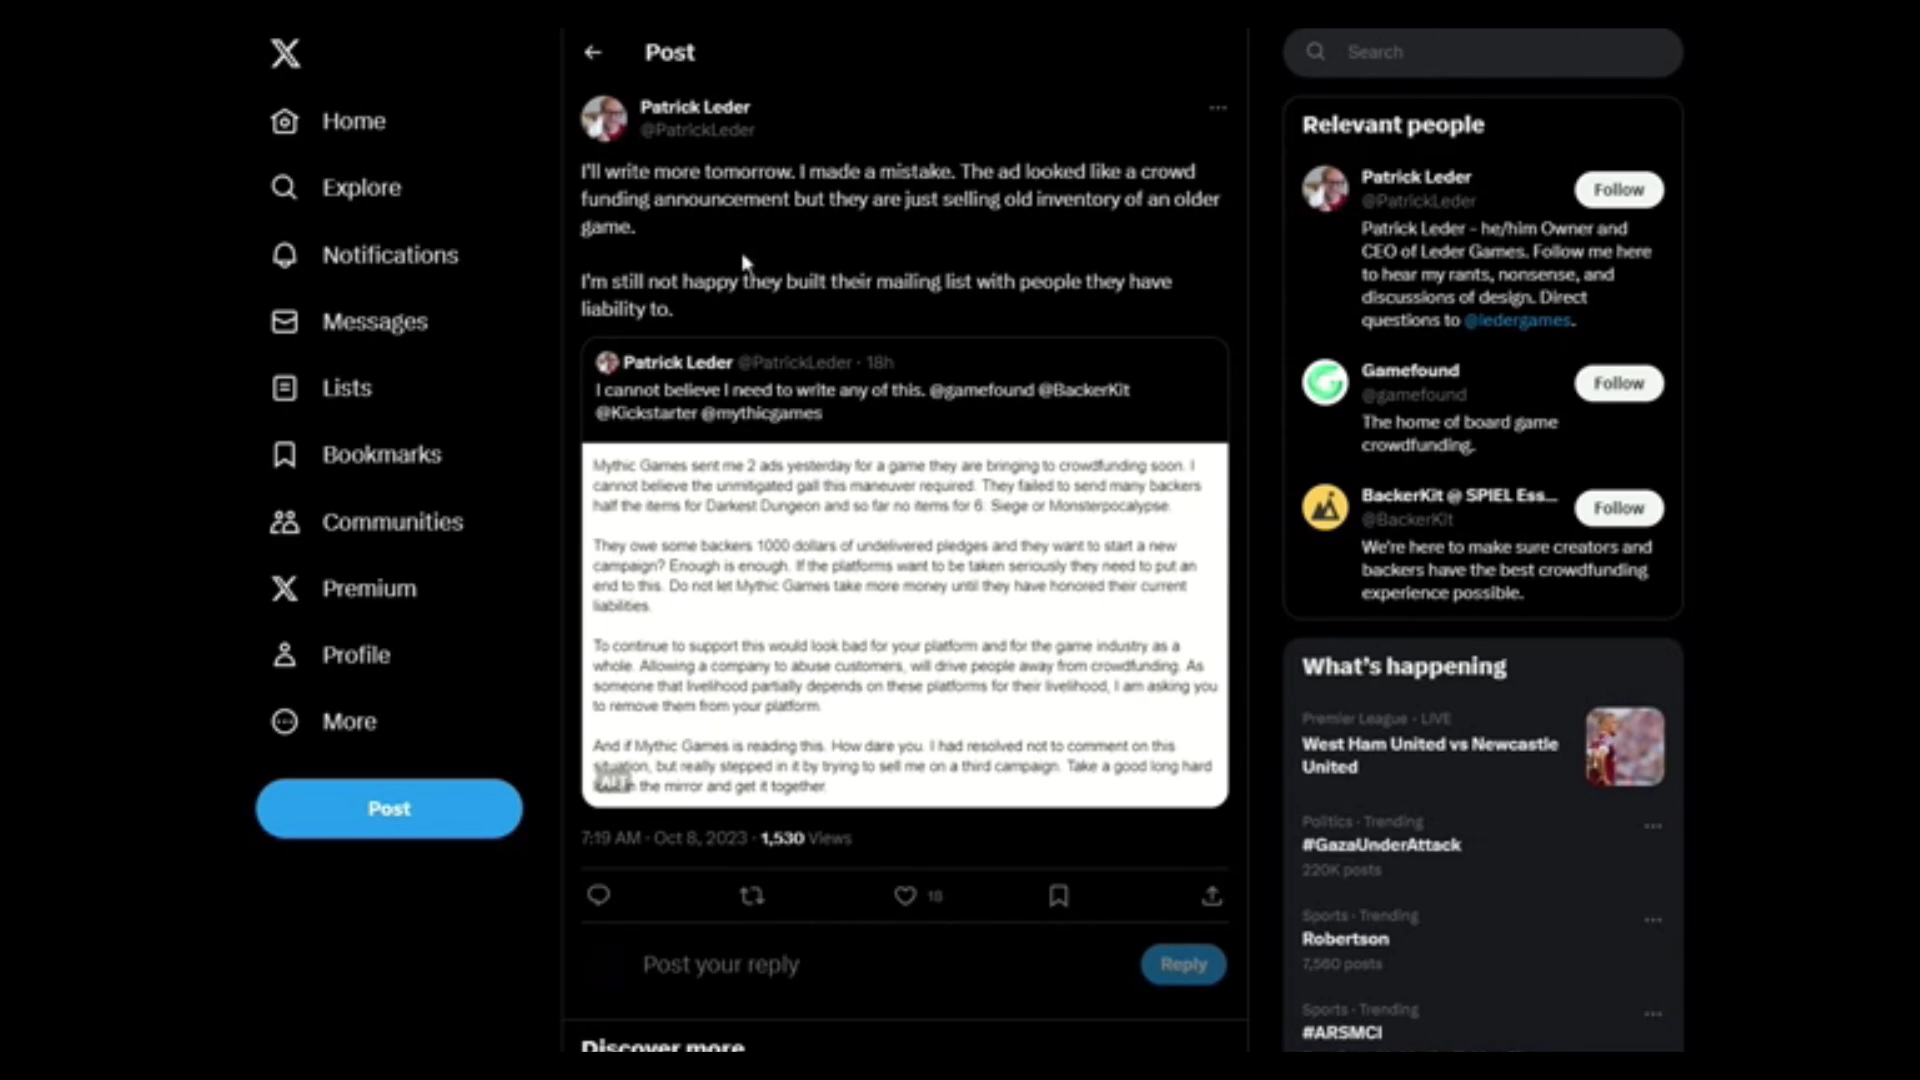 Home
Explore
Notifications
Messages
Lists
Bookmarks
Communities
Premium
Profile
More
Post
Post
Patrick Leder
@PatrickLeder
I'll write more tomorrow. I made a mistake. The ad looked like a crowd
funding announcement but they are just selling old inventory of an older
game.
I'm still not happy they built their mailing list with people they have
liability to.
Patrick Leder @PatrickLeder · 18h
I cannot believe I need to write any of this. @gamefound @BackerKit
@Kickstarter @mythicgames
Mythic Games sent me 2 ads yesterday for a game they are bringing to crowdfunding soon. I
cannot believe the unmitigated gall this maneuver required. They failed to send many backers
half the items for Darkest Dungeon and so far no items for 6: Siege or Monsterpocalypse.
They owe some backers 1000 dollars of undelivered pledges and they want to start a new
campaign? Enough is enough. If the platforms want to be taken seriously they need to put an
end to this. Do not let Mythic Games take more money until they have honored their current
liabilities.
To continue to support this would look bad for your platform and for the game industry as a
whole. Allowing a company to abuse customers, will drive people away from crowdfunding. As
someone that livelihood partially depends on these platforms for their livelihood, I am asking you
to remove them from your platform.
And if Mythic Games is reading this. How dare you. I had resolved not to comment on this
situation, but really stepped in it by trying to sell me on a third campaign. Take a good long hard
in the mirror and get it together.
ALT
7:19 AM · Oct 8, 2023 · 1,530 Views
18
Post your reply
Reply
Discover more
Search
Relevant people
Patrick Leder
@PatrickLeder
Follow
Patrick Leder - he/him Owner and
CEO of Leder Games. Follow me here
to hear my rants, nonsense, and
discussions of design. Direct
questions to @ledergames.
Gamefound
@gamefound
Follow
The home of board game
crowdfunding.
BackerKit @ SPIEL Ess...
@BackerKit
Follow
We're here to make sure creators and
backers have the best crowdfunding
experience possible.
What's happening
Premier League · LIVE
West Ham United vs Newcastle
United
Politics · Trending
#GazaUnderAttack
220K posts
Sports · Trending
Robertson
7,560 posts
Sports · Trending
#ARSMCI